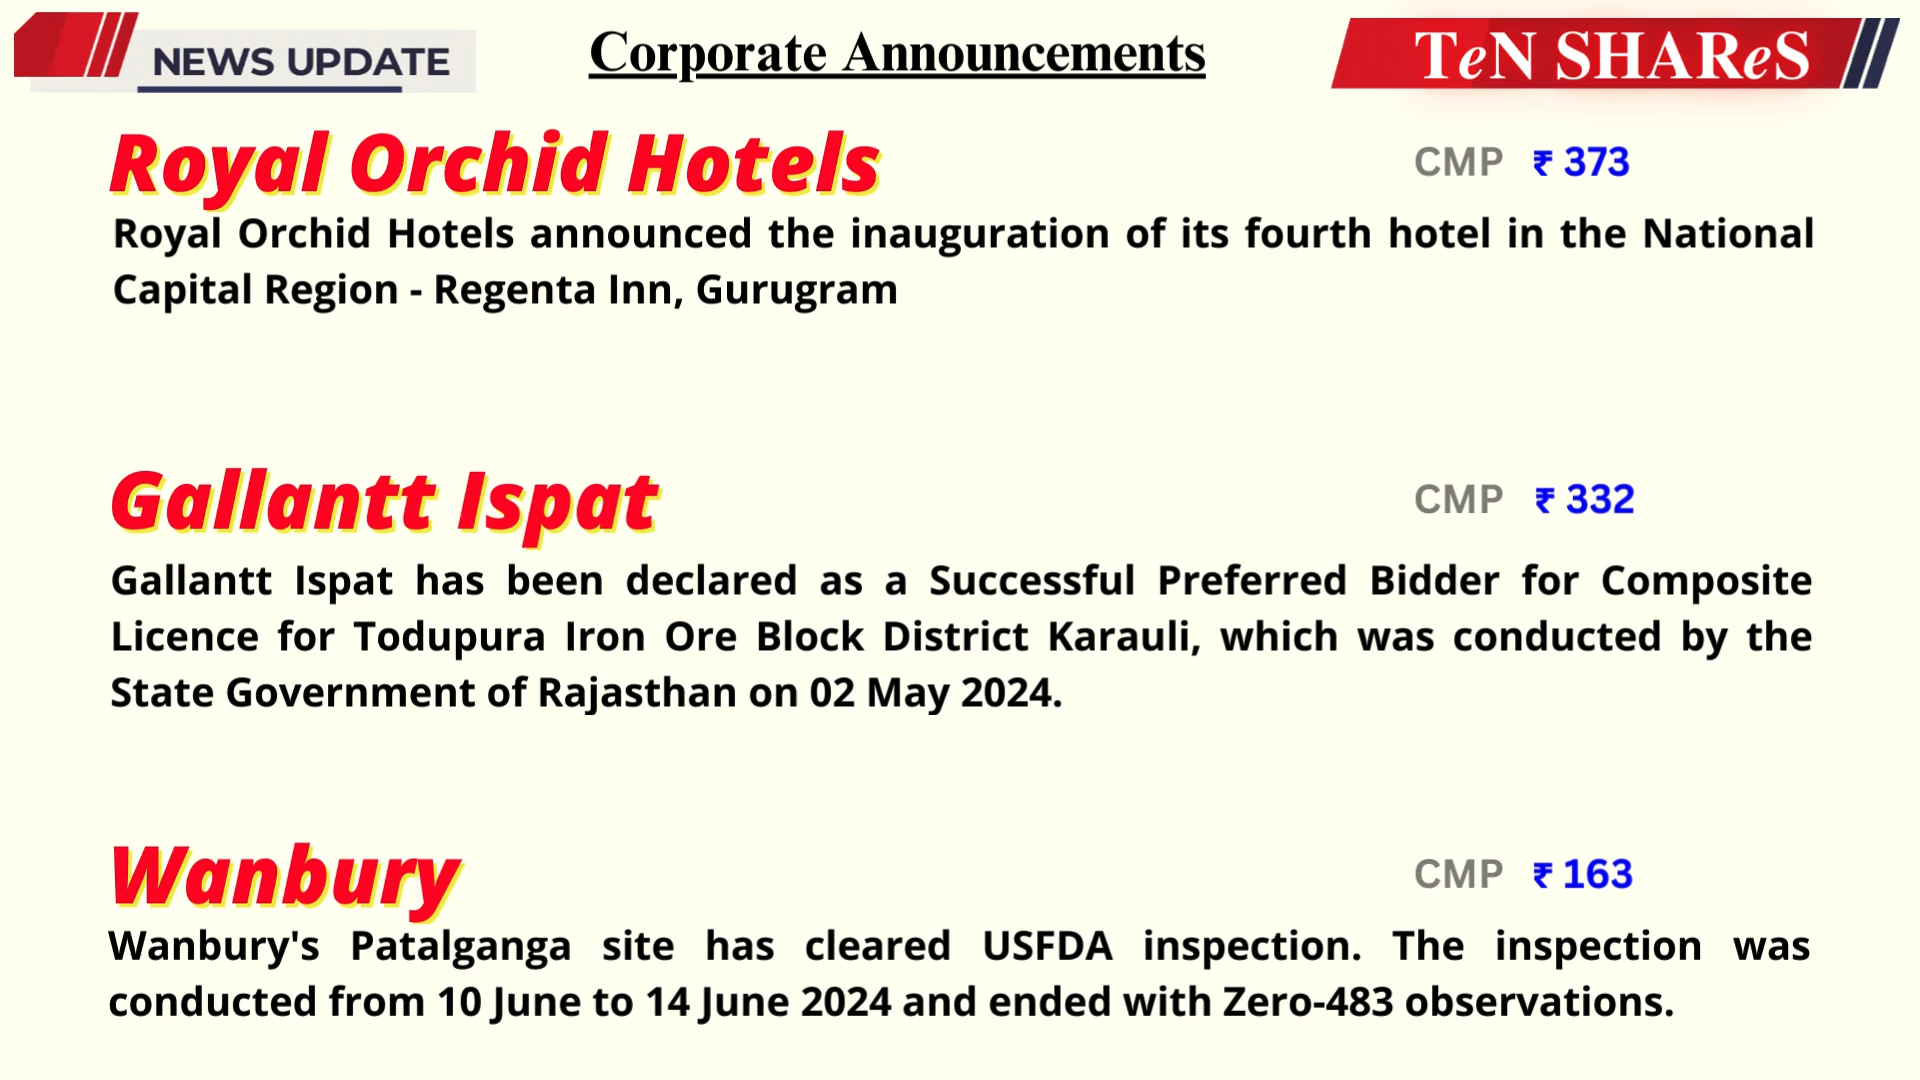 NEWS UPDATE
Corporate Announcements
TeN SHAReS
Royal Orchid Hotels
CMP ₹ 373
Royal Orchid Hotels announced the inauguration of its fourth hotel in the National
Capital Region - Regenta Inn, Gurugram
Gallantt Ispat
CMP ₹ 332
Gallantt Ispat has been declared as a Successful Preferred Bidder for Composite
Licence for Todupura Iron Ore Block District Karauli, which was conducted by the
State Government of Rajasthan on 02 May 2024.
Wanbury
CMP ₹ 163
Wanbury's Patalganga site has cleared USFDA inspection. The inspection was
conducted from 10 June to 14 June 2024 and ended with Zero-483 observations.